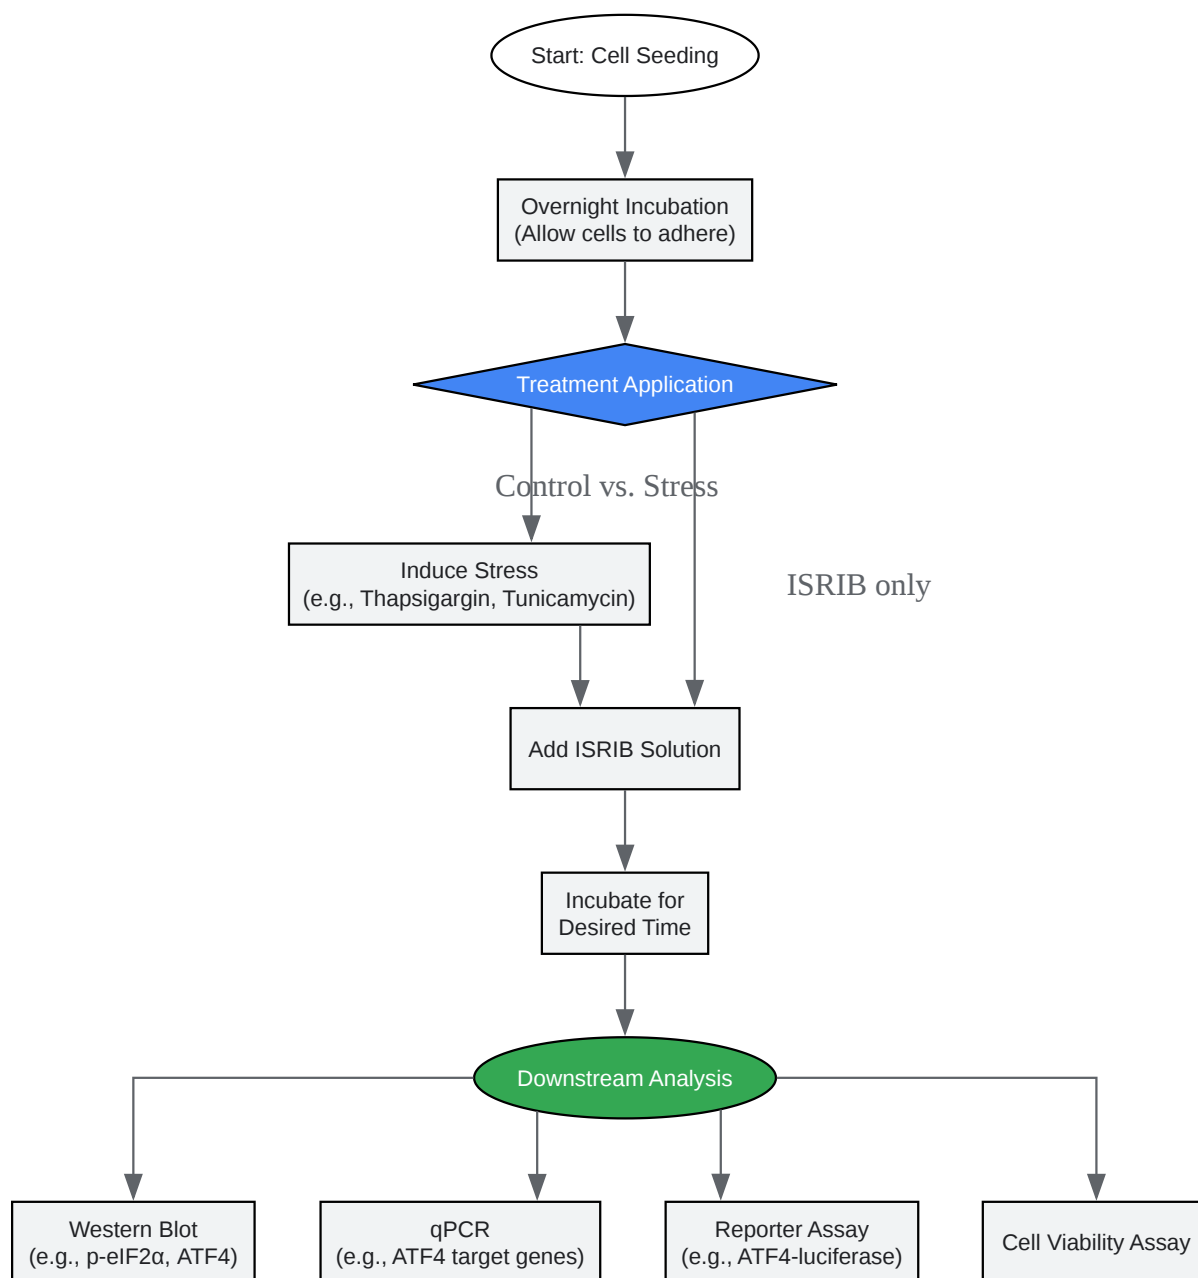 Start: Cell Seeding
Overnight Incubation
(Allow cells to adhere)
Treatment Application
Control vs. Stress
Induce Stress
(e.g., Thapsigargin, Tunicamycin)
ISRIB only
Add ISRIB Solution
Incubate for
Desired Time
Downstream Analysis
Western Blot
(e.g., p-eIF2α, ATF4)
qPCR
(e.g., ATF4 target genes)
Reporter Assay
(e.g., ATF4-luciferase)
Cell Viability Assay